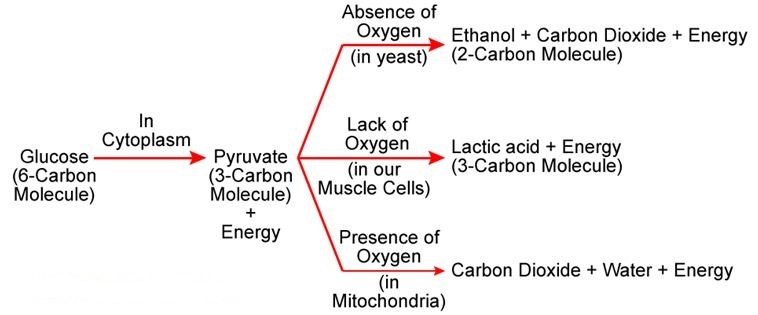 Absence of
Oxygen
(in yeast)
Ethanol + Carbon Dioxide + Energy
(2-Carbon Molecule)
In
Cytoplasm
Glucose
(6-Carbon
Molecule)
Pyruvate
(3-Carbon
Molecule)
+
Energy
Lack of
Oxygen
(in our
Muscle Cells)
Lactic acid + Energy
(3-Carbon Molecule)
Presence of
Oxygen
(in
Mitochondria)
Carbon Dioxide + Water + Energy